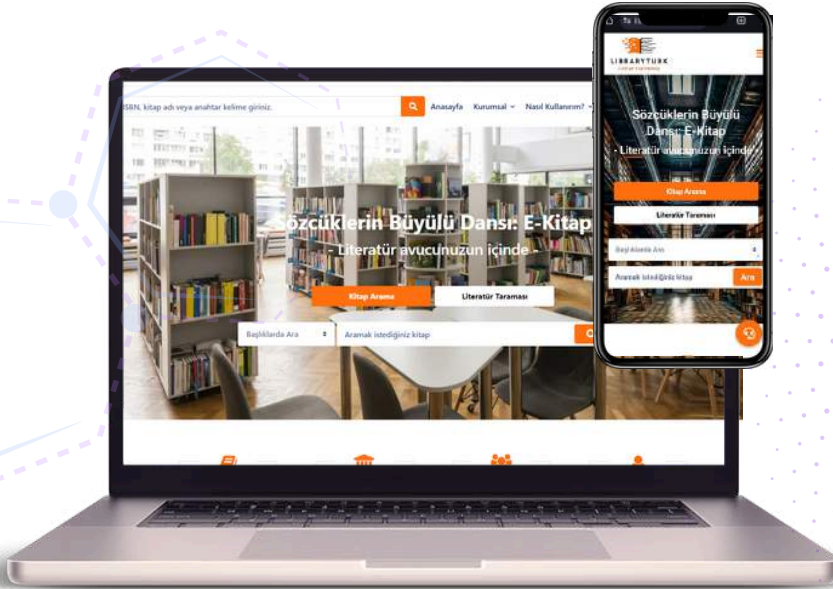 ISBN, kitap adı veya anahtar kelime giriniz.
Anasayfa Kurumsal Nasıl Kullanırım?
Sözcüklerin Büyülü Dansı: E-Kitap
- Literatür avucunuzun içinde -
Kitap Arama Literatür Taraması
Başlıklarda Ara Aramak istediğiniz kitap
LIBRARYTURK
Sözcüklerin Büyülü
Dansı: E-Kitap
- Literatür avucunuzun içinde -
Kitap Arama
Literatür Taraması
Başlıklarda Ara
Aramak istediğiniz kitap Ara